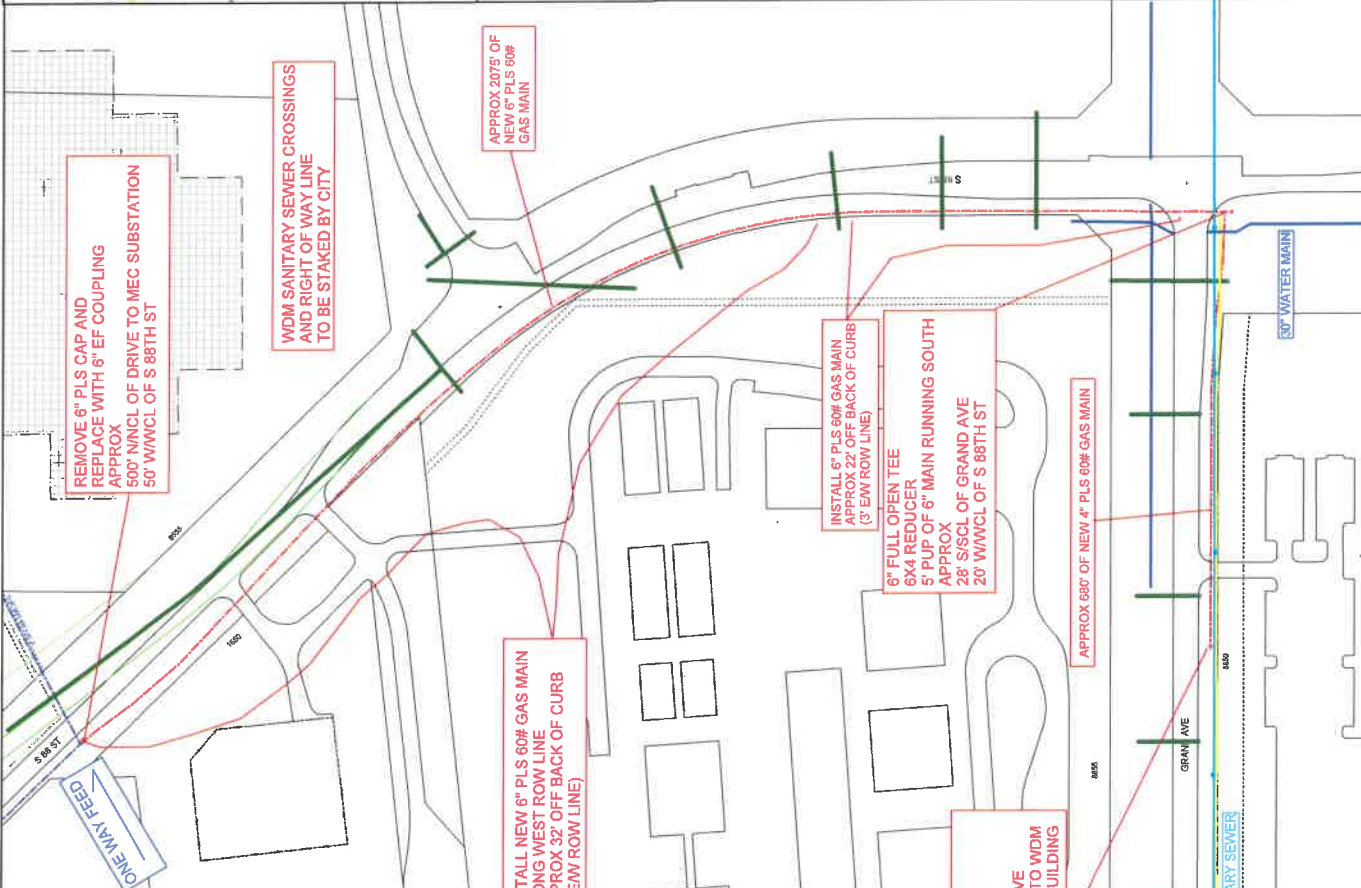 REMOVE 6" PLS CAP AND
REPLACE WITH 6" EF COUPLING
APPROX
500' N/NCL OF DRIVE TO MEC SUBSTATION
50' W/WCL OF S 88TH ST
WDM SANITARY SEWER CROSSINGS
AND RIGHT OF WAY LINE
TO BE STAKED BY CITY
APPROX 2075' OF
NEW 6" PLS 60#
GAS MAIN
S 88 ST
ONE WAY FEED
1650
INSTALL 6" PLS 60# GAS MAIN
APPROX 22' OFF BACK OF CURB
(3' E/W ROW LINE)
6" FULL OPEN TEE
6X4 REDUCER
5' PUP OF 6" MAIN RUNNING SOUTH
APPROX
28' S/SCL OF GRAND AVE
20' W/WCL OF S 88TH ST
30" WATER MAIN
TALL NEW 6" PLS 60# GAS MAIN
ONG WEST ROW LINE
PROX 32' OFF BACK OF CURB
E/W ROW LINE)
APPROX 680' OF NEW 4" PLS 60# GAS MAIN
VE
TO WDM
UILDING
8855
GRAND AVE
8850
ARY SEWER